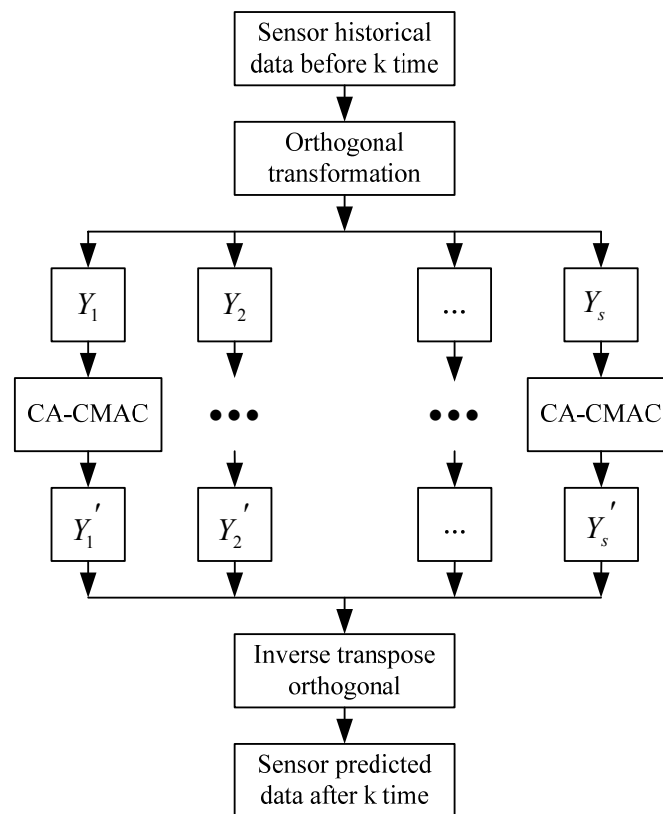 Sensor historical
data before k time
Orthogonal
transformation
Y₁ Y₂ ... Yₛ
CA-CMAC ●●● ●●● CA-CMAC
Y₁′ Y₂′ ... Yₛ′
Inverse transpose
orthogonal
Sensor predicted
data after k time